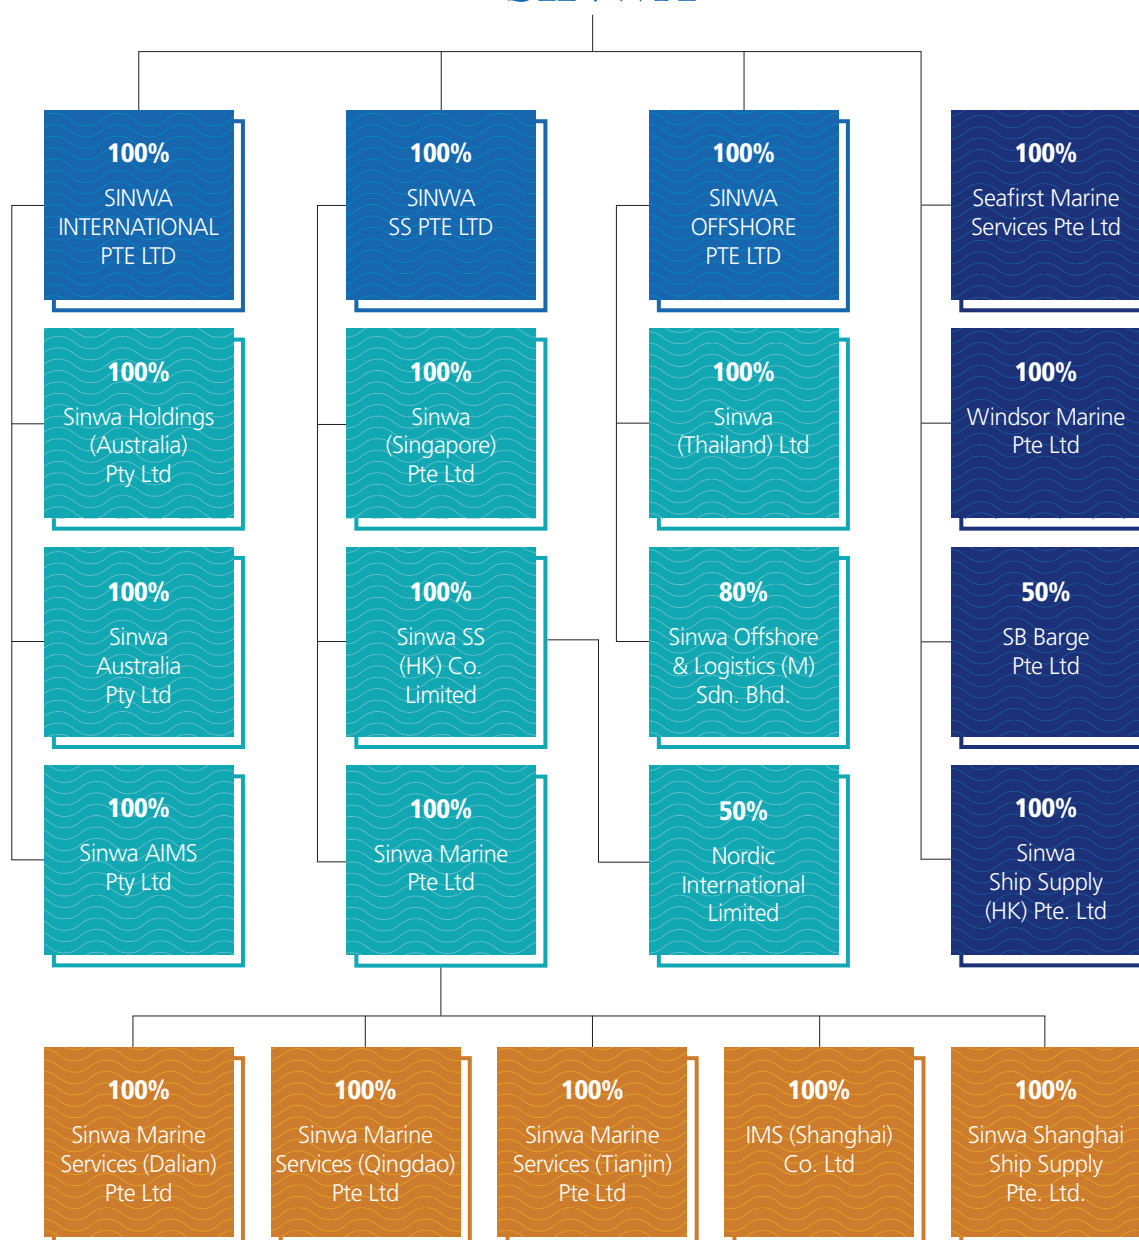 100%
SINWA
INTERNATIONAL
PTE LTD
100%
SINWA
SS PTE LTD
100%
SINWA
OFFSHORE
PTE LTD
100%
Seafirst Marine
Services Pte Ltd
100%
Sinwa Holdings
(Australia)
Pty Ltd
100%
Sinwa
(Singapore)
Pte Ltd
100%
Sinwa
(Thailand) Ltd
100%
Windsor Marine
Pte Ltd
100%
Sinwa
Australia
Pty Ltd
100%
Sinwa SS
(HK) Co.
Limited
80%
Sinwa Offshore
& Logistics (M)
Sdn. Bhd.
50%
SB Barge
Pte Ltd
100%
Sinwa AIMS
Pty Ltd
100%
Sinwa Marine
Pte Ltd
50%
Nordic
International
Limited
100%
Sinwa
Ship Supply
(HK) Pte. Ltd
100%
Sinwa Marine
Services (Dalian)
Pte Ltd
100%
Sinwa Marine
Services (Qingdao)
Pte Ltd
100%
Sinwa Marine
Services (Tianjin)
Pte Ltd
100%
IMS (Shanghai)
Co. Ltd
100%
Sinwa Shanghai
Ship Supply
Pte. Ltd.